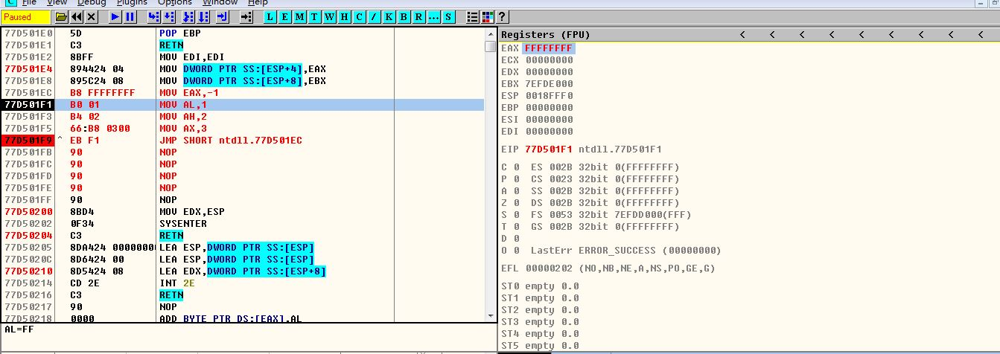 File View Debug Plugins Options Window Help
Paused L E M T W H C / K B R ... S ?
77D501E0 5D POP EBP
77D501E1 C3 RETN
77D501E2 8BFF MOV EDI,EDI
77D501E4 894424 04 MOV DWORD PTR SS:[ESP+4],EAX
77D501E8 895C24 08 MOV DWORD PTR SS:[ESP+8],EBX
77D501EC B8 FFFFFFFF MOV EAX,-1
77D501F1 B0 01 MOV AL,1
77D501F3 B4 02 MOV AH,2
77D501F5 66:B8 0300 MOV AX,3
77D501F9 ^ EB F1 JMP SHORT ntdll.77D501EC
77D501FB 90 NOP
77D501FC 90 NOP
77D501FD 90 NOP
77D501FE 90 NOP
77D501FF 90 NOP
77D50200 8BD4 MOV EDX,ESP
77D50202 0F34 SYSENTER
77D50204 C3 RETN
77D50205 8DA424 0000000 LEA ESP,DWORD PTR SS:[ESP]
77D5020C 8D6424 00 LEA ESP,DWORD PTR SS:[ESP]
77D50210 8D5424 08 LEA EDX,DWORD PTR SS:[ESP+8]
77D50214 CD 2E INT 2E
77D50216 C3 RETN
77D50217 90 NOP
77D50218 0000 ADD BYTE PTR DS:[EAX],AL
AL=FF
Registers (FPU) < < < < < < < < <
EAX FFFFFFFF
ECX 00000000
EDX 00000000
EBX 7EFDE000
ESP 0018FFF0
EBP 00000000
ESI 00000000
EDI 00000000
EIP 77D501F1 ntdll.77D501F1
C 0 ES 002B 32bit 0(FFFFFFFF)
P 0 CS 0023 32bit 0(FFFFFFFF)
A 0 SS 002B 32bit 0(FFFFFFFF)
Z 0 DS 002B 32bit 0(FFFFFFFF)
S 0 FS 0053 32bit 7EFDD000(FFF)
T 0 GS 002B 32bit 0(FFFFFFFF)
D 0
O 0 LastErr ERROR_SUCCESS (00000000)
EFL 00000202 (NO,NB,NE,A,NS,PO,GE,G)
ST0 empty 0.0
ST1 empty 0.0
ST2 empty 0.0
ST3 empty 0.0
ST4 empty 0.0
ST5 empty 0.0